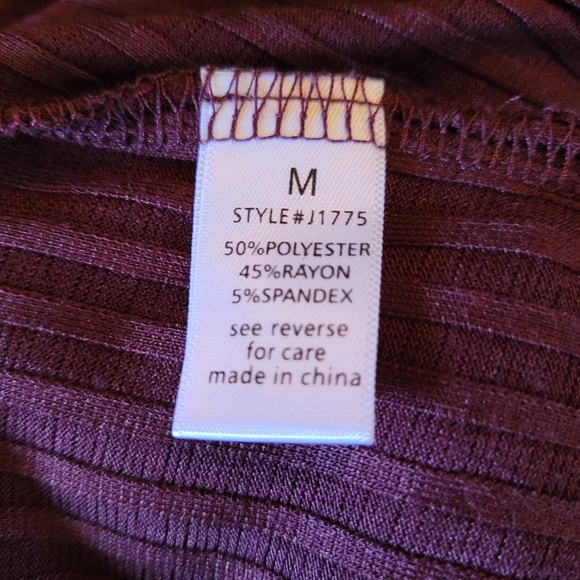 M
STYLE#J1775
50%POLYESTER
45%RAYON
5%SPANDEX
see reverse
for care
made in china